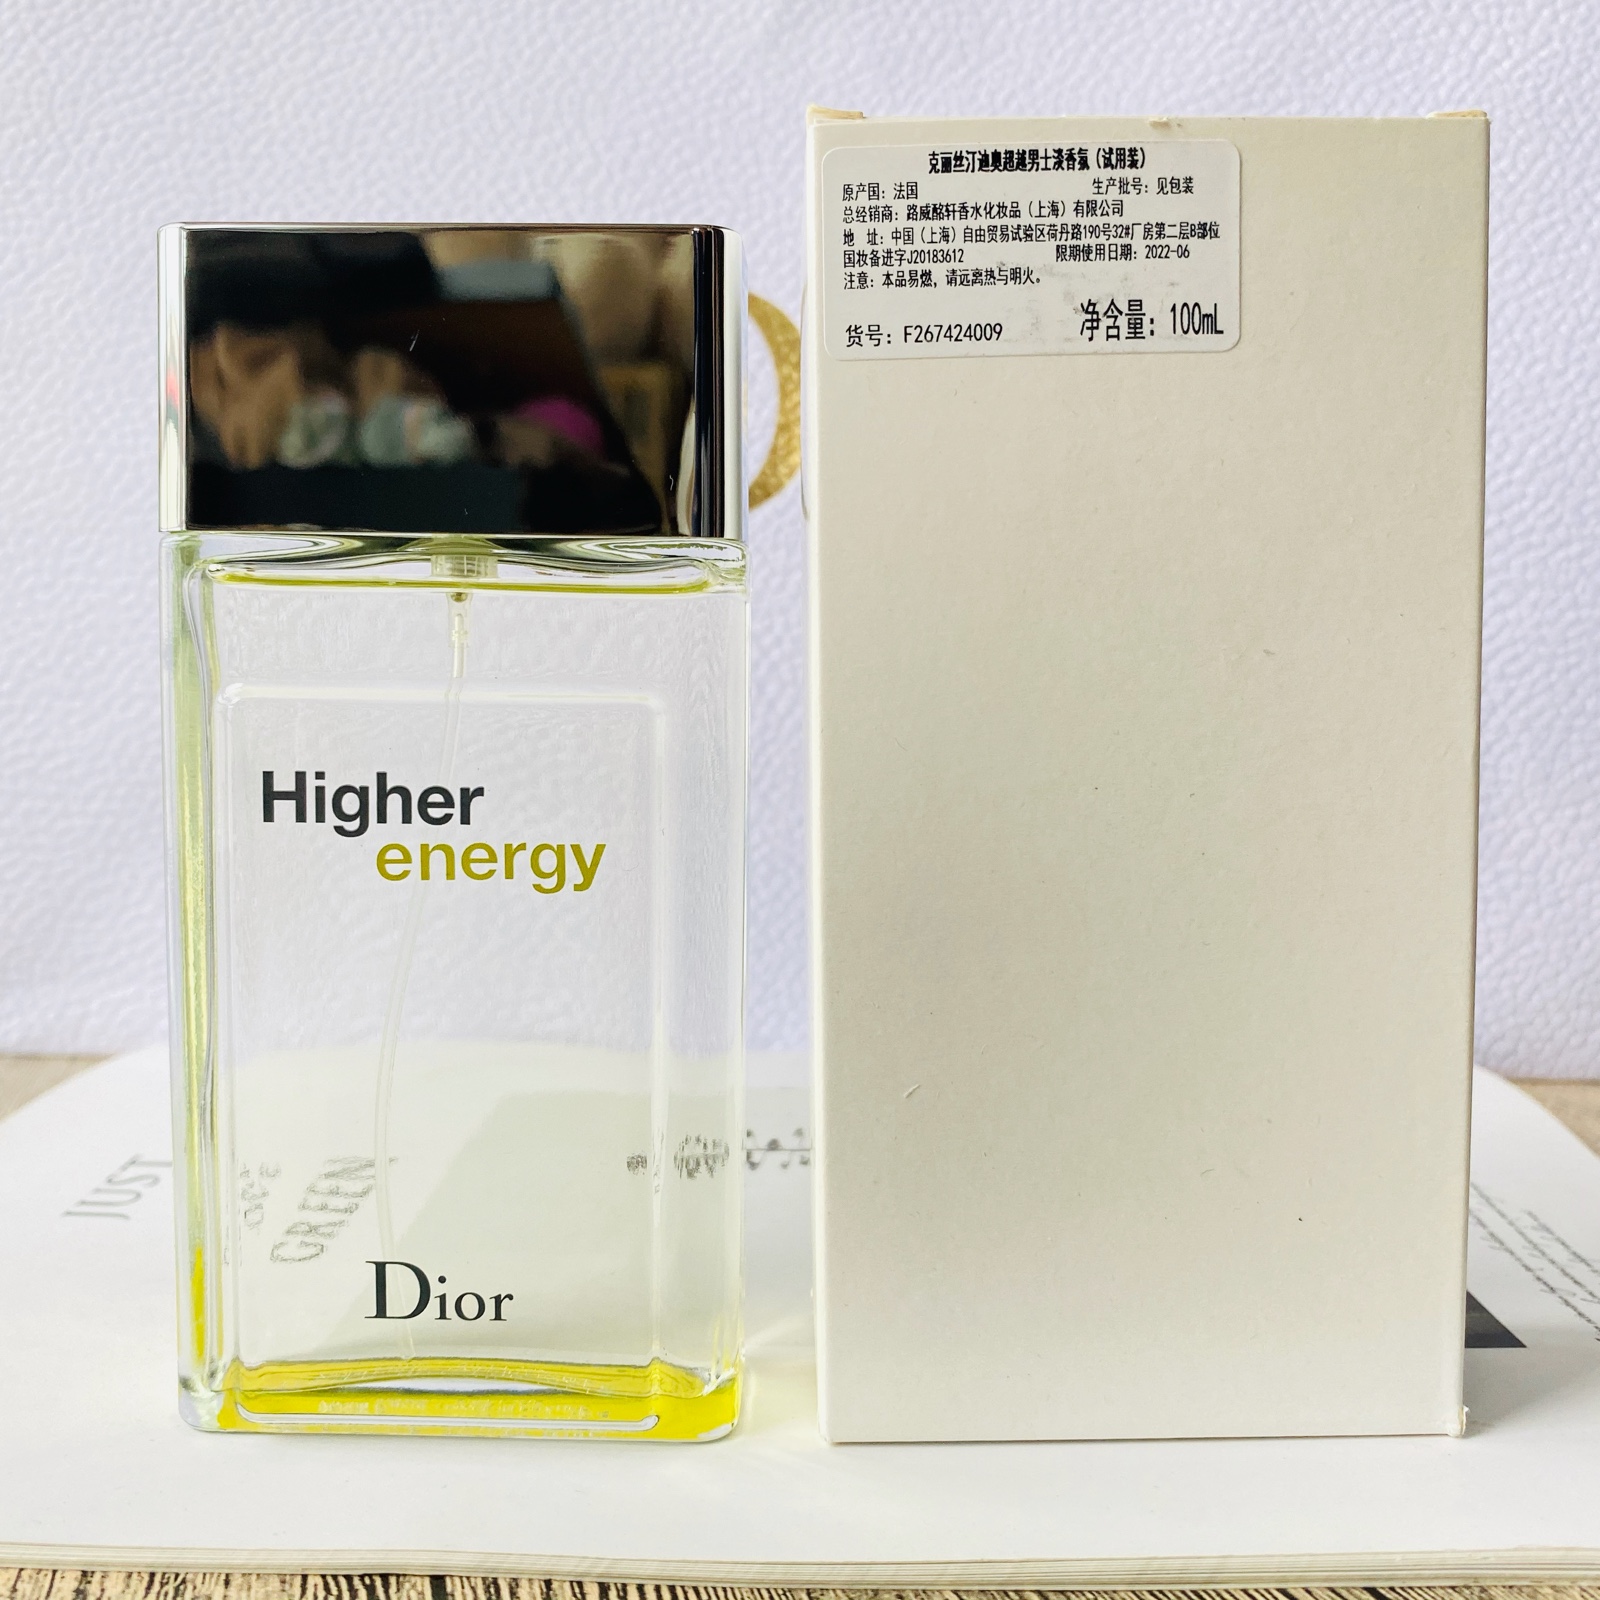 克丽丝汀迪奥超越男士淡香氛（试用装）
原产国：法国 生产批号：见包装
总经销商：路威酩轩香水化妆品（上海）有限公司
地 址：中国（上海）自由贸易试验区荷丹路190号32#厂房第二层B部位
国妆备进字J20183612 限期使用日期：2022-06
注意：本品易燃，请远离热与明火。
货号：F267424009 净含量：100mL
Higher
energy
JUST
GREEN
Dior